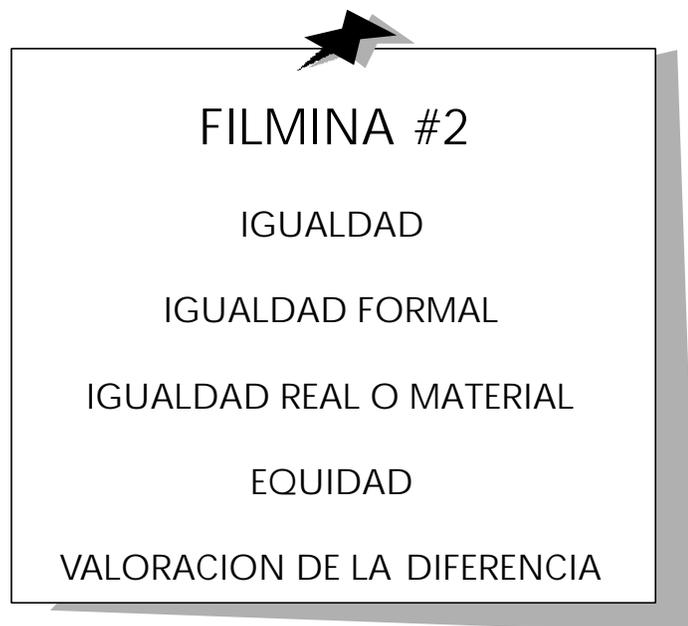 FILMINA #2
IGUALDAD
IGUALDAD FORMAL
IGUALDAD REAL O MATERIAL
EQUIDAD
VALORACION DE LA DIFERENCIA